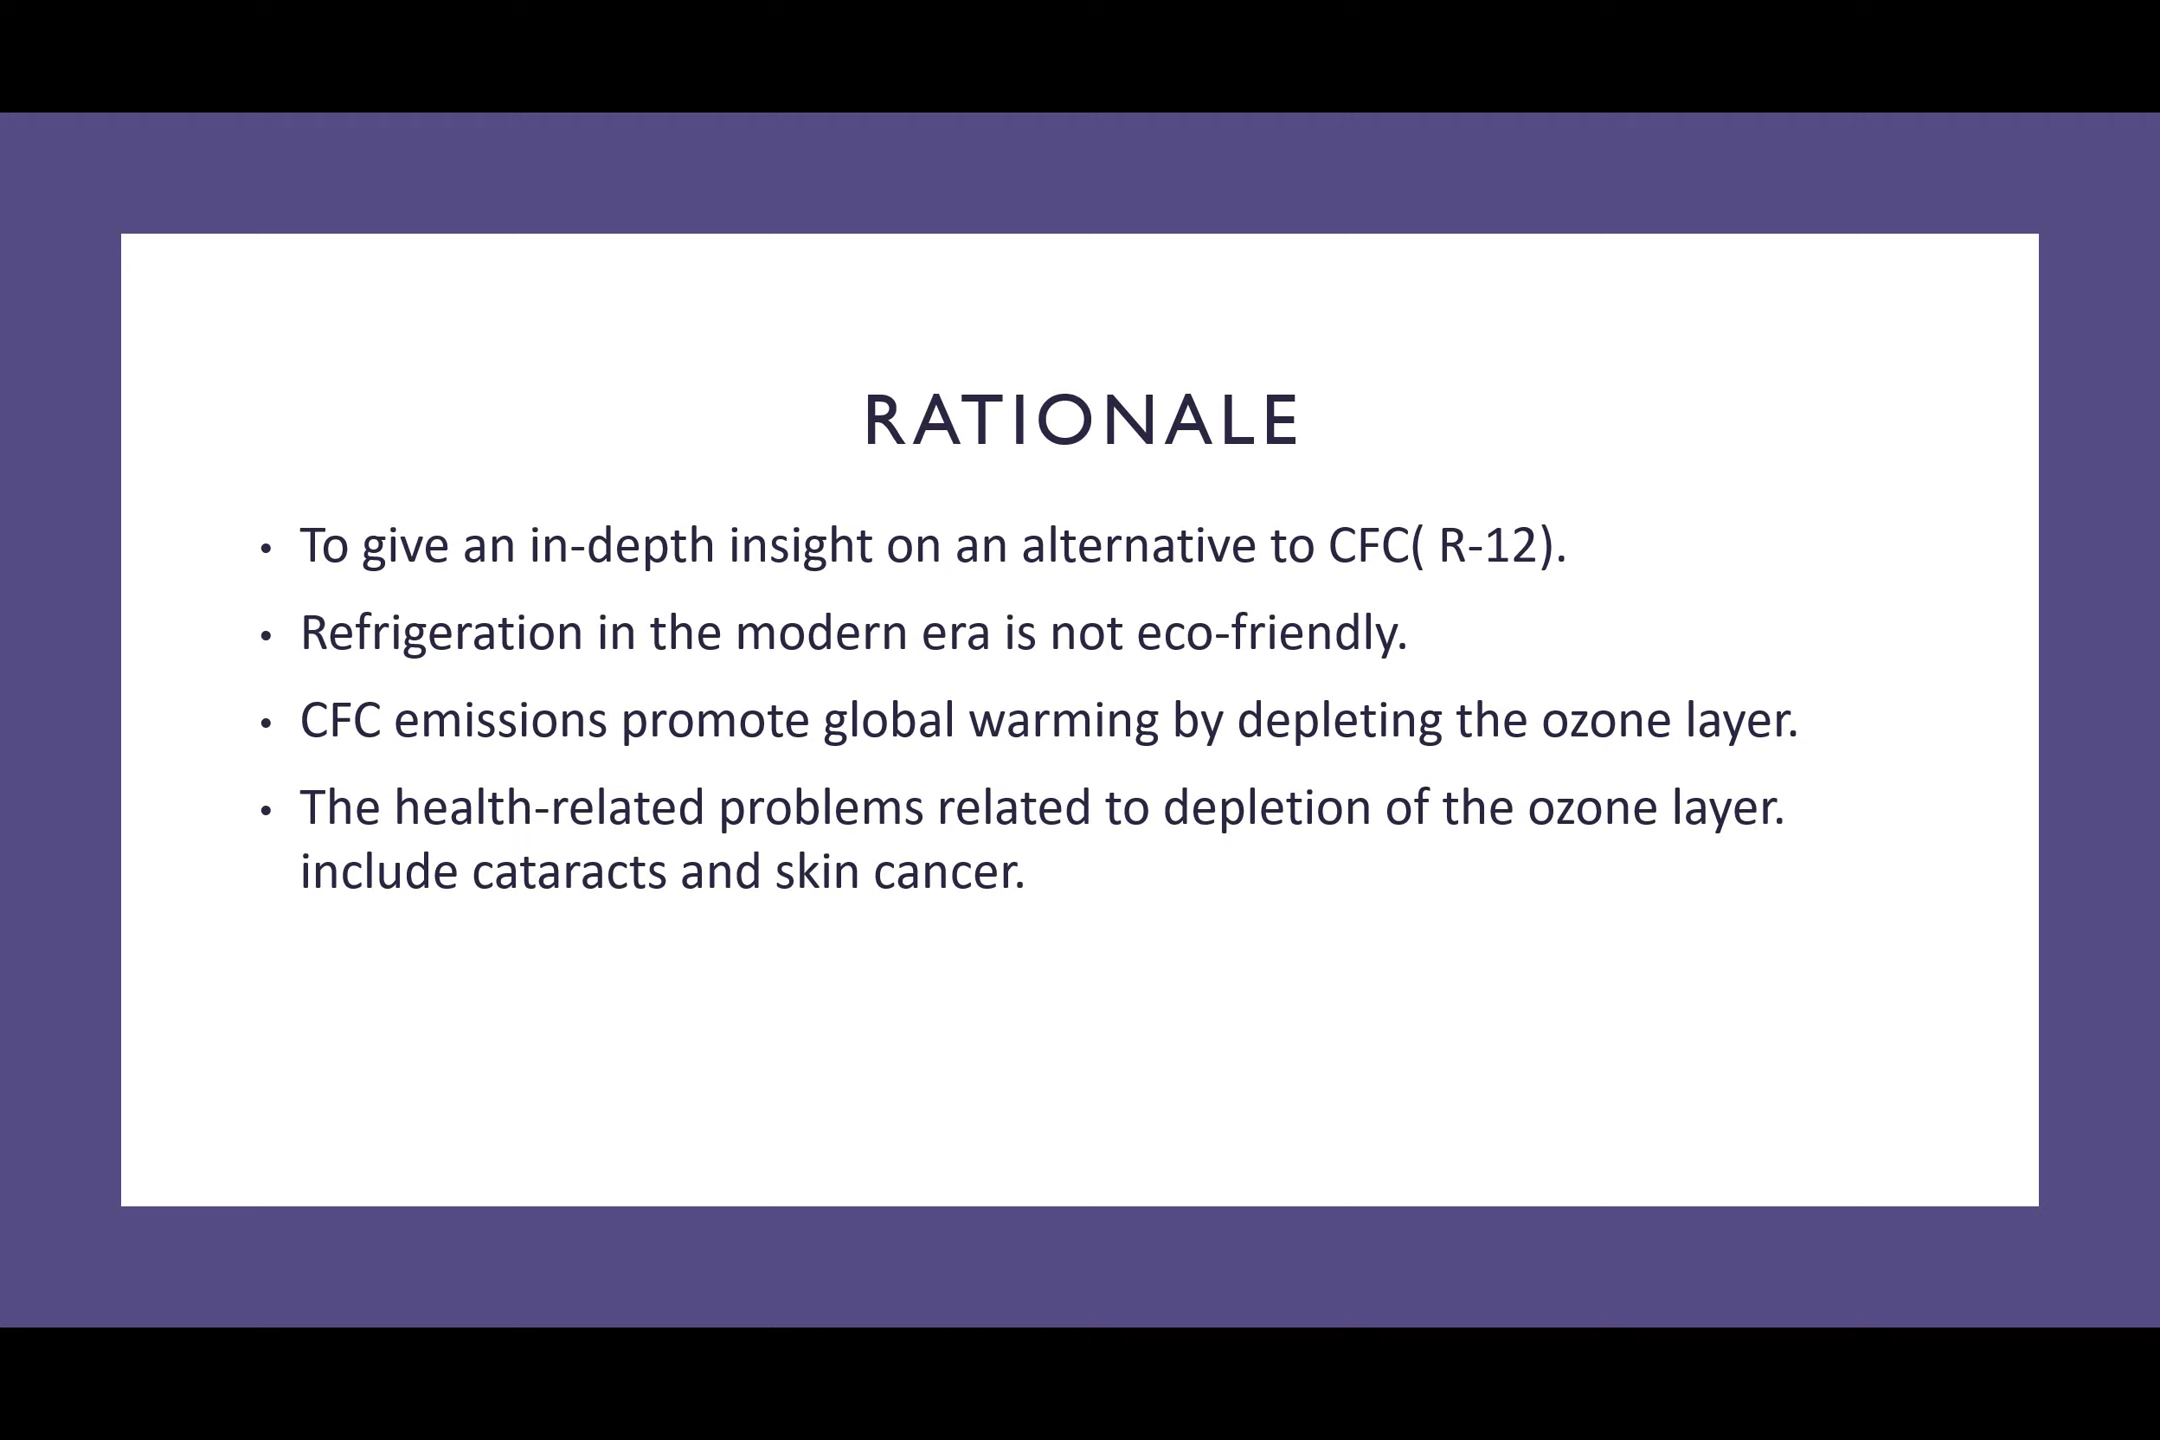 RATIONALE
• To give an in-depth insight on an alternative to CFC( R-12).
• Refrigeration in the modern era is not eco-friendly.
• CFC emissions promote global warming by depleting the ozone layer.
• The health-related problems related to depletion of the ozone layer.
include cataracts and skin cancer.